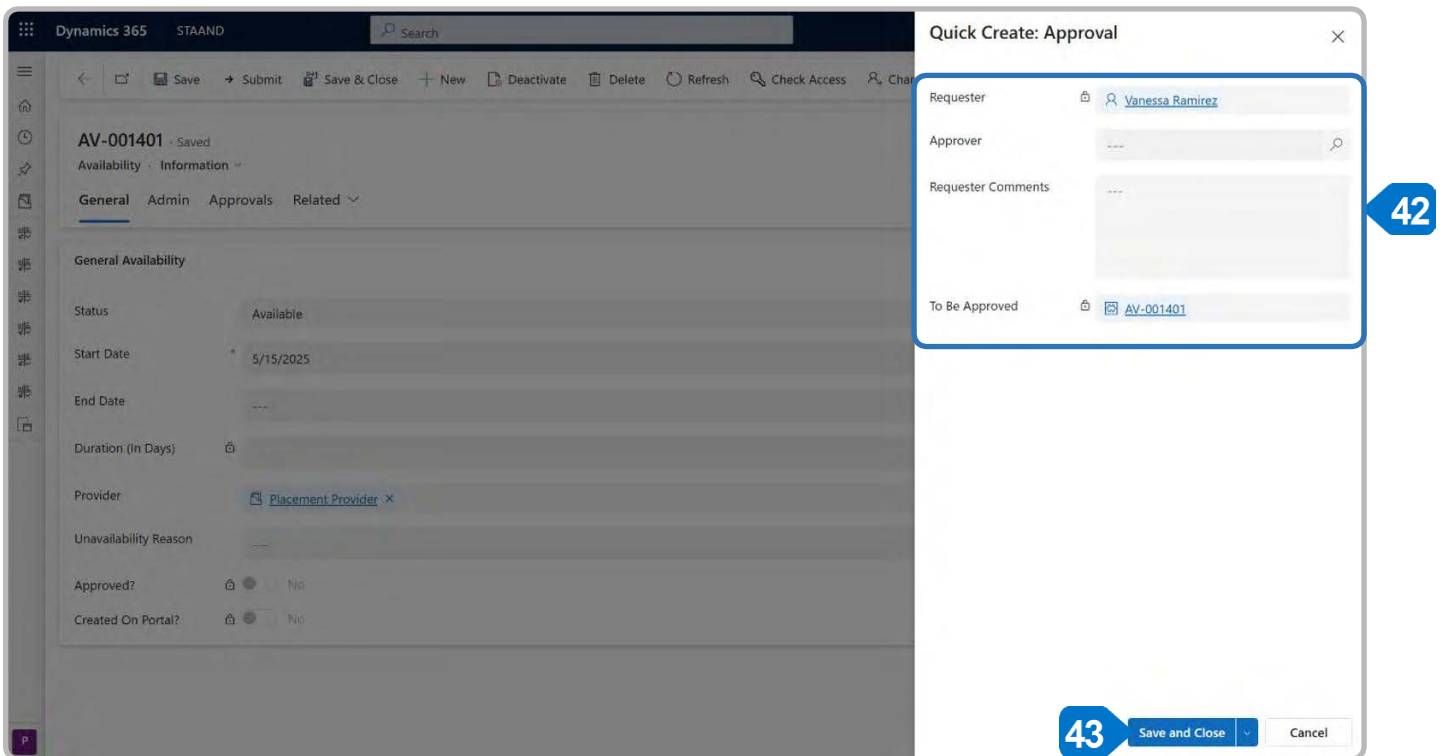 Dynamics 365 STAAND Search
Save Submit Save & Close New Deactivate Delete Refresh Check Access
AV-001401 - Saved
Availability · Information
General Admin Approvals Related
General Availability
Status Available
Start Date * 5/15/2025
End Date ---
Duration (In Days)
Provider Placement Provider ×
Unavailability Reason ---
Approved? No
Created On Portal? No
P
Quick Create: Approval ×
Requester Vanessa Ramirez
Approver ---
Requester Comments ---
To Be Approved AV-001401
42
43 Save and Close Cancel